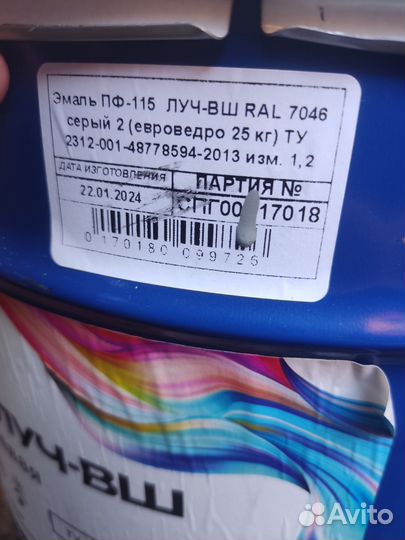 Эмаль ПФ-115 ЛУЧ-ВШ RAL 7046
серый 2 (евроведро 25 кг) ТУ
2312-001-48778594-2013 изм. 1,2
ДАТА ИЗГОТОВЛЕНИЯ ПАРТИЯ №
22.01.2024
0 170180 099726
ЛУЧ-ВШ
Avito